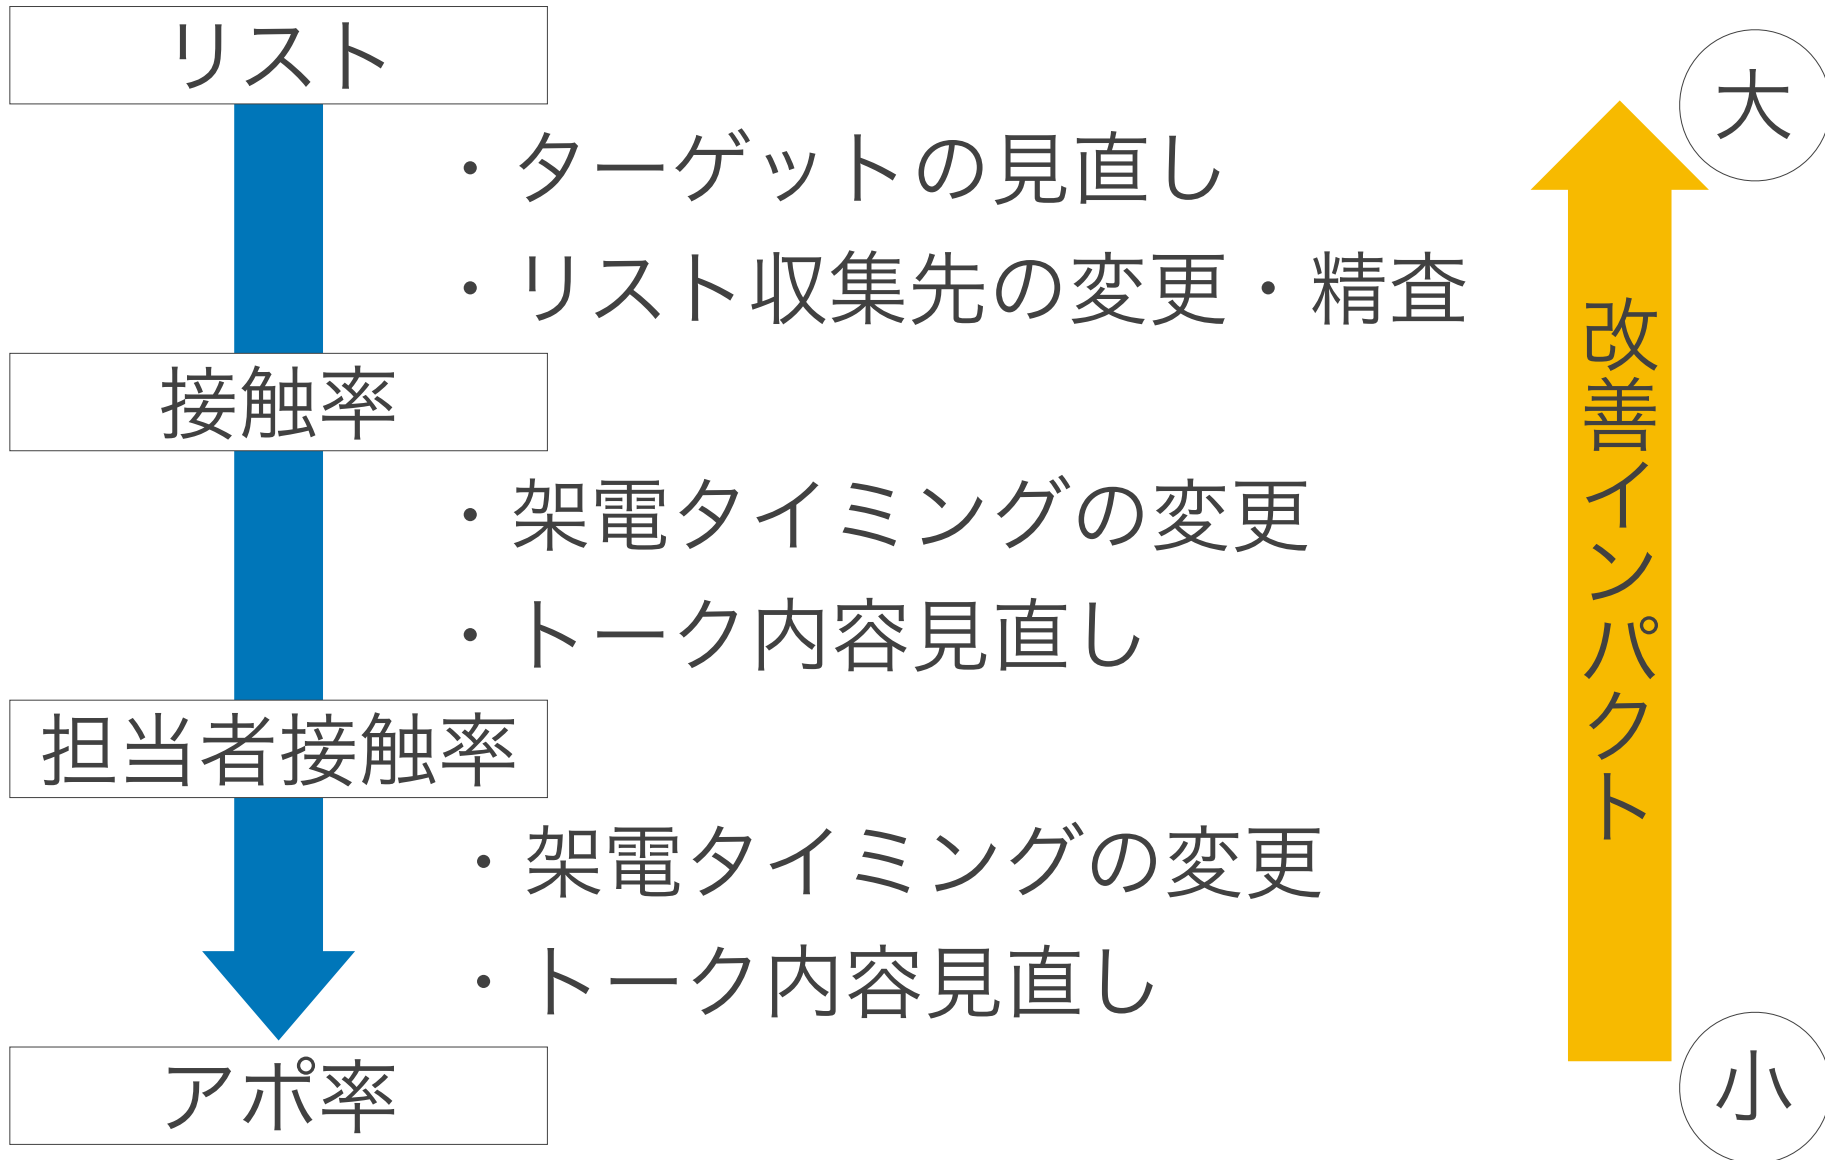 リスト
・ターゲットの見直し
・リスト収集先の変更・精査
接触率
・架電タイミングの変更
・トーク内容見直し
担当者接触率
・架電タイミングの変更
・トーク内容見直し
アポ率
大
改善インパクト
小